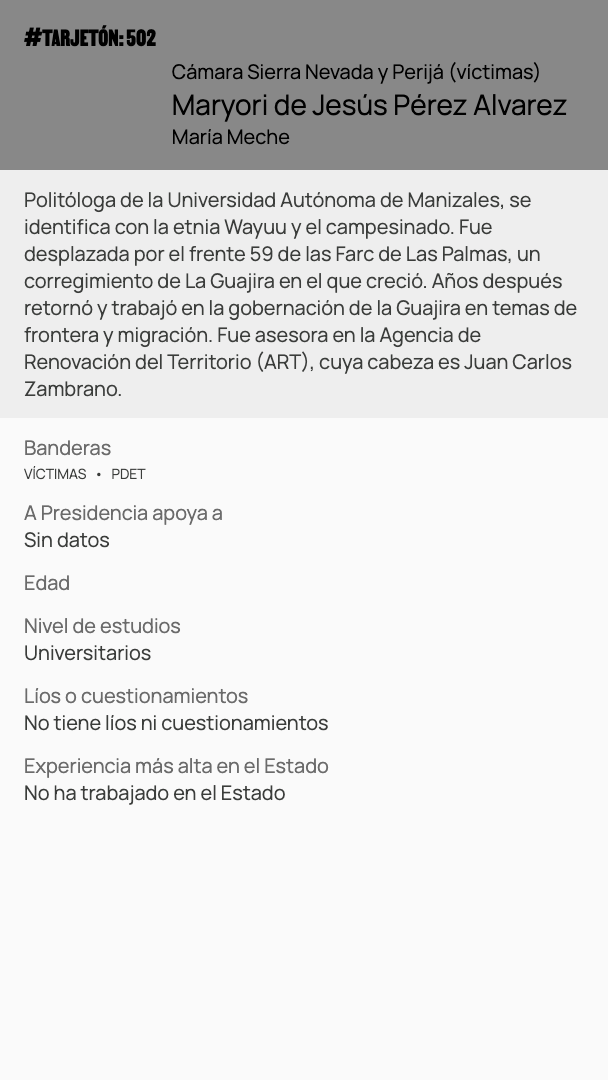 #TARJETÓN: 502
Cámara Sierra Nevada y Perijá (víctimas)
Maryori de Jesús Pérez Alvarez
María Meche
Politóloga de la Universidad Autónoma de Manizales, se
identifica con la etnia Wayuu y el campesinado. Fue
desplazada por el frente 59 de las Farc de Las Palmas, un
corregimiento de La Guajira en el que creció. Años después
retornó y trabajó en la gobernación de la Guajira en temas de
frontera y migración. Fue asesora en la Agencia de
Renovación del Territorio (ART), cuya cabeza es Juan Carlos
Zambrano.
Banderas
VÍCTIMAS • PDET
A Presidencia apoya a
Sin datos
Edad
Nivel de estudios
Universitarios
Líos o cuestionamientos
No tiene líos ni cuestionamientos
Experiencia más alta en el Estado
No ha trabajado en el Estado